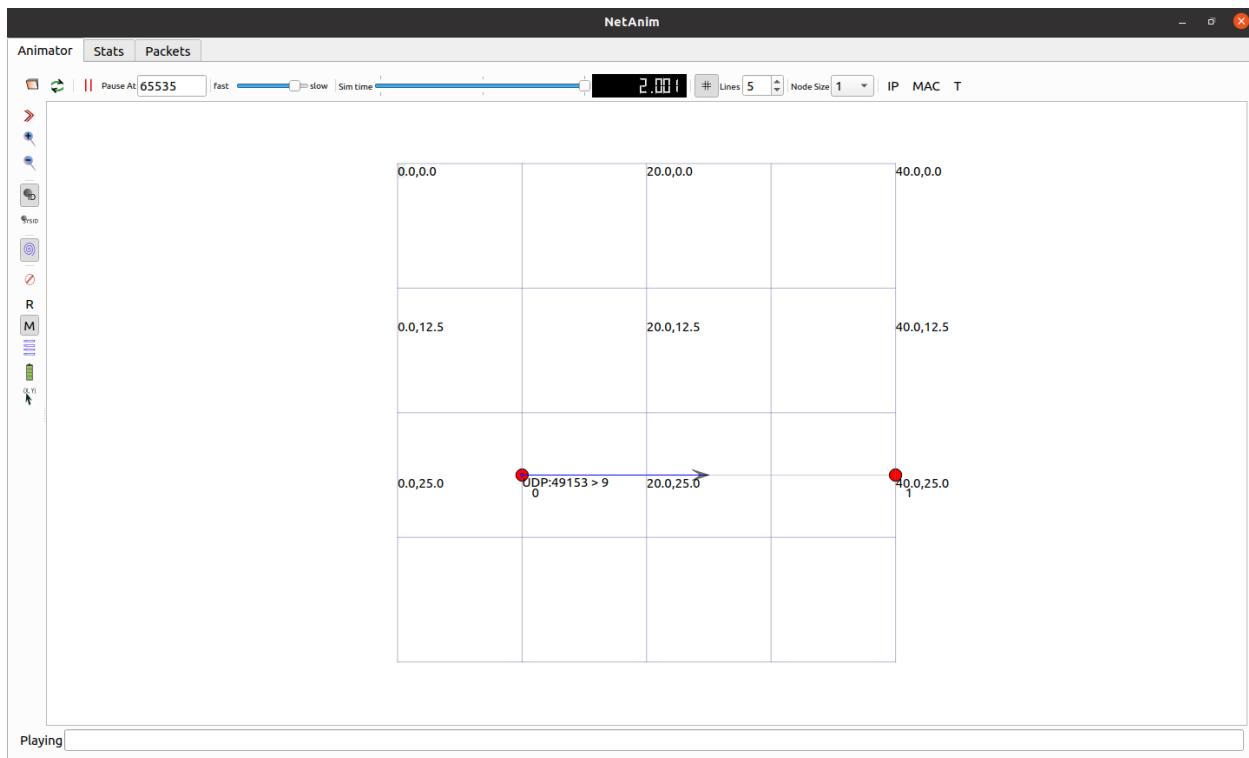 NetAnim
Animator Stats Packets
Pause At 65535 fast slow Sim time 2.001 # Lines 5 Node Size 1 IP MAC T
0.0,0.0 20.0,0.0 40.0,0.0
D
SYSID
R
0.0,12.5 20.0,12.5 40.0,12.5
M
(X,Y)
0.0,25.0 UDP:49153 > 9 20.0,25.0 40.0,25.0
0 1
Playing